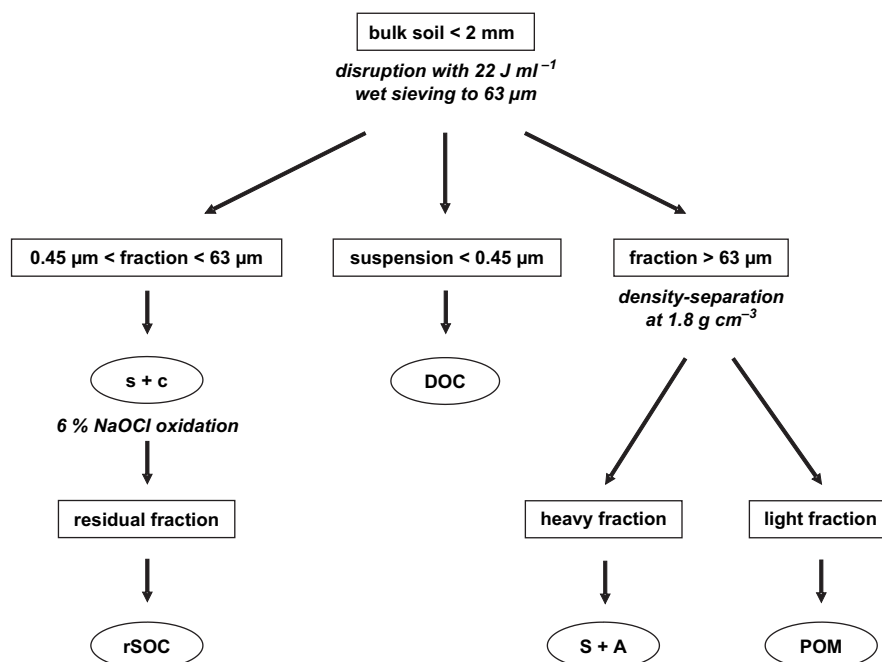 bulk soil < 2 mm
disruption with 22 J ml⁻¹
wet sieving to 63 µm
0.45 µm < fraction < 63 µm
suspension < 0.45 µm
fraction > 63 µm
density-separation
at 1.8 g cm⁻³
s + c
DOC
6 % NaOCl oxidation
residual fraction
heavy fraction
light fraction
rSOC
S + A
POM